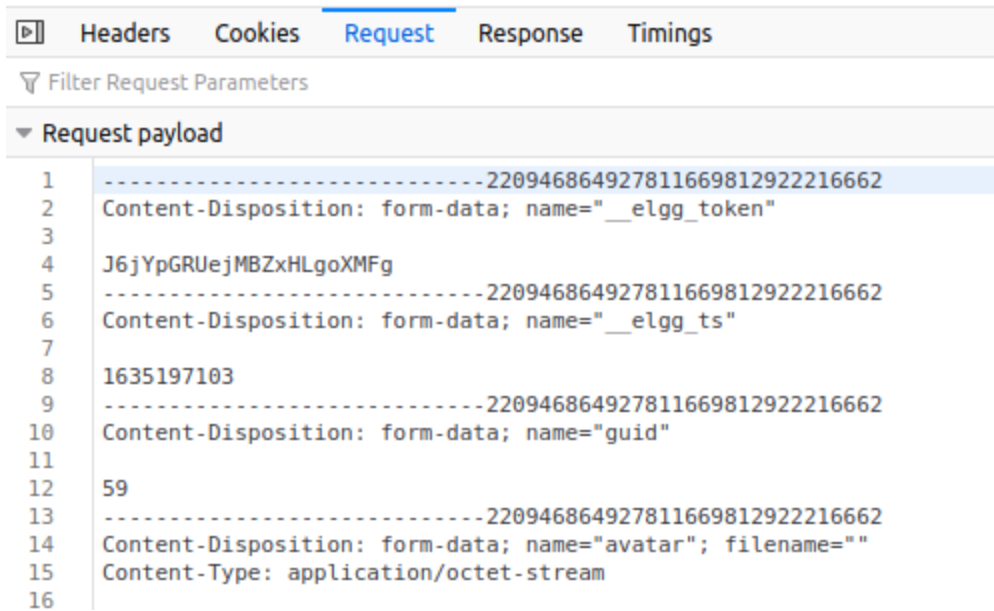 Headers Cookies Request Response Timings
Filter Request Parameters
Request payload
1 -----------------------------2209468649278116698129222​16662
2 Content-Disposition: form-data; name="__elgg_token"
3
4 J6jYpGRUejMBZxHLgoXMFg
5 -----------------------------220946864927811669812922216662
6 Content-Disposition: form-data; name="__elgg_ts"
7
8 1635197103
9 -----------------------------220946864927811669812922216662
10 Content-Disposition: form-data; name="guid"
11
12 59
13 -----------------------------220946864927811669812922216662
14 Content-Disposition: form-data; name="avatar"; filename=""
15 Content-Type: application/octet-stream
16